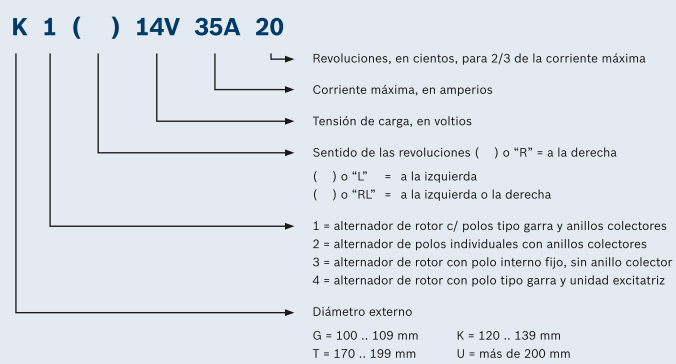 K 1 ( ) 14V 35A 20
Revoluciones, en cientos, para 2/3 de la corriente máxima
Corriente máxima, en amperios
Tensión de carga, en voltios
Sentido de las revoluciones ( ) o “R” = a la derecha
( ) o “L” = a la izquierda
( ) o “RL” = a la izquierda o la derecha
1 = alternador de rotor c/ polos tipo garra y anillos colectores
2 = alternador de polos individuales con anillos colectores
3 = alternador de rotor con polo interno fijo, sin anillo colector
4 = alternador de rotor con polo tipo garra y unidad excitatriz
Diámetro externo
G = 100 .. 109 mm K = 120 .. 139 mm
T = 170 .. 199 mm U = más de 200 mm